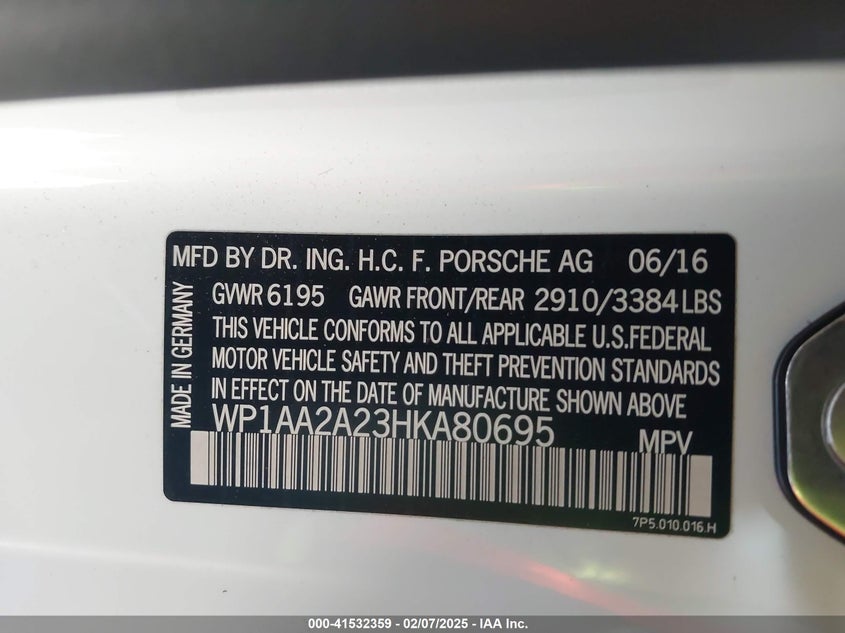 MFD BY DR. ING. H.C. F. PORSCHE AG 06/16
GVWR 6195 GAWR FRONT/REAR 2910/3384 LBS
THIS VEHICLE CONFORMS TO ALL APPLICABLE U.S.FEDERAL
MOTOR VEHICLE SAFETY AND THEFT PREVENTION STANDARDS
IN EFFECT ON THE DATE OF MANUFACTURE SHOWN ABOVE
WP1AA2A23HKA80695 MPV
MADE IN GERMANY
7P5.010.016.H
000-41532359 - 02/07/2025 - IAA Inc.